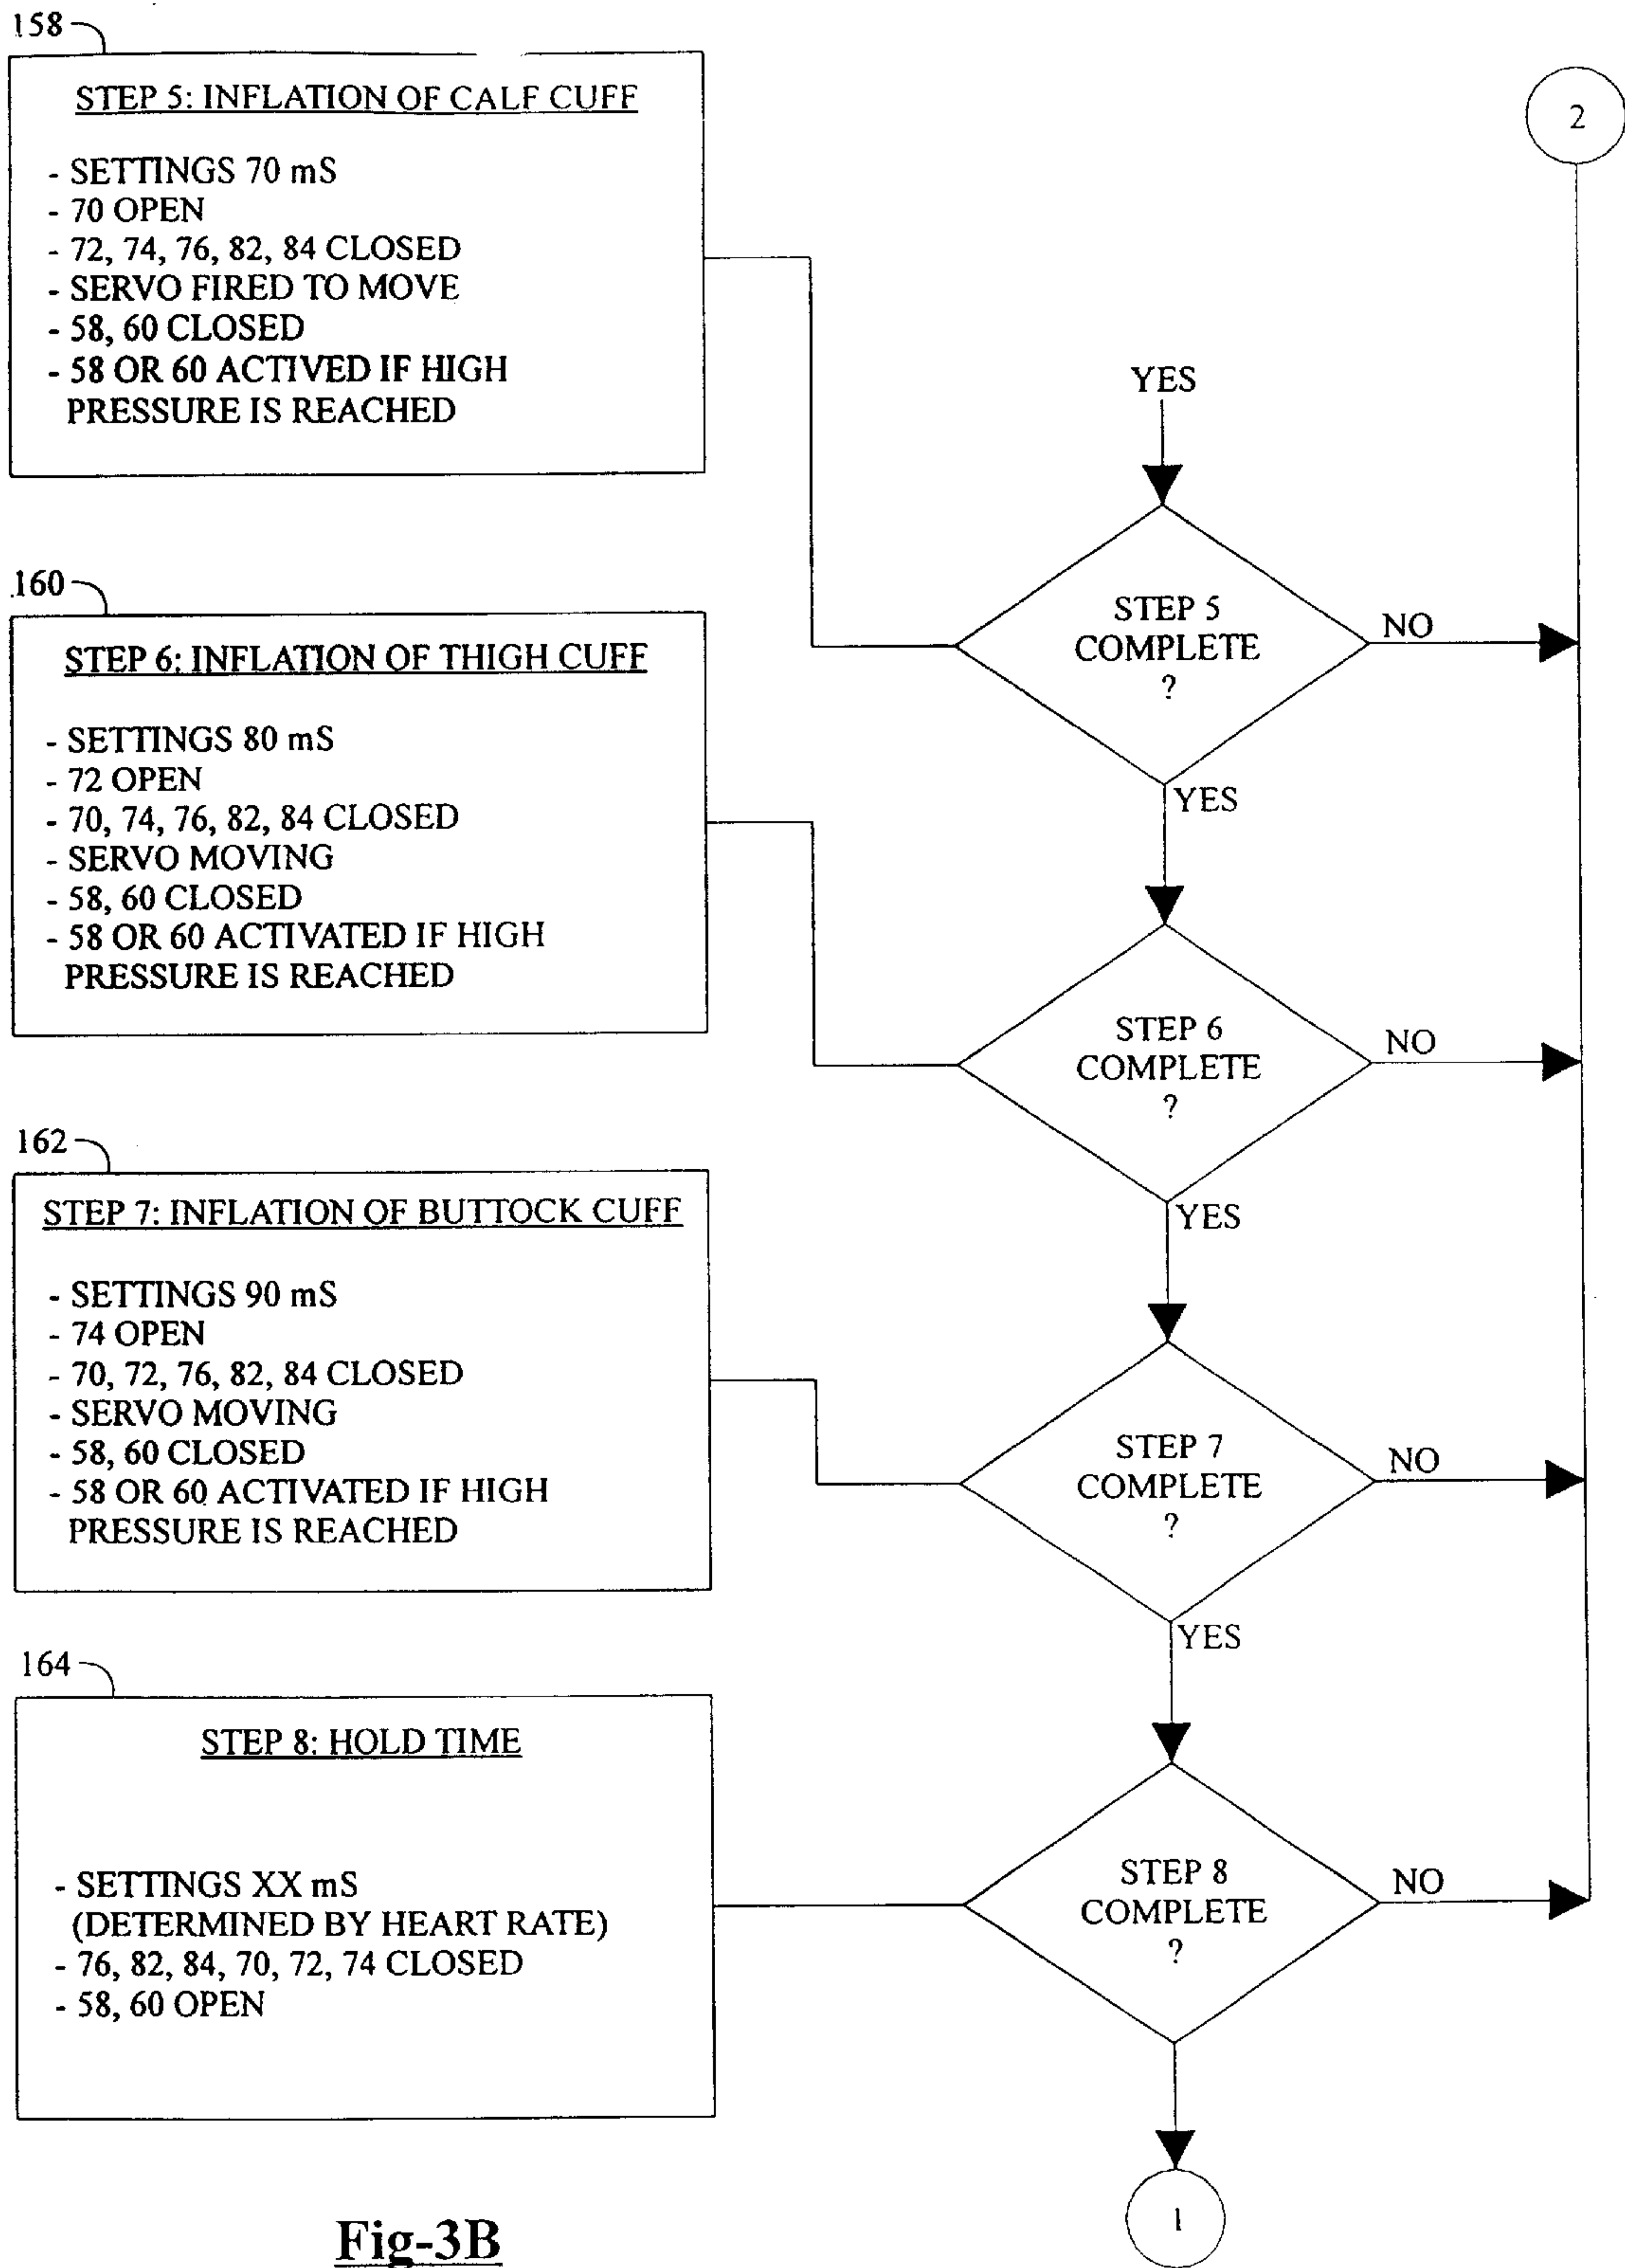 158
STEP 5: INFLATION OF CALF CUFF
- SETTINGS 70 mS
- 70 OPEN
- 72, 74, 76, 82, 84 CLOSED
- SERVO FIRED TO MOVE
- 58, 60 CLOSED
- 58 OR 60 ACTIVED IF HIGH
PRESSURE IS REACHED
2
YES
STEP 5
COMPLETE
?
NO
YES
160
STEP 6: INFLATION OF THIGH CUFF
- SETTINGS 80 mS
- 72 OPEN
- 70, 74, 76, 82, 84 CLOSED
- SERVO MOVING
- 58, 60 CLOSED
- 58 OR 60 ACTIVATED IF HIGH
PRESSURE IS REACHED
STEP 6
COMPLETE
?
NO
YES
162
STEP 7: INFLATION OF BUTTOCK CUFF
- SETTINGS 90 mS
- 74 OPEN
- 70, 72, 76, 82, 84 CLOSED
- SERVO MOVING
- 58, 60 CLOSED
- 58 OR 60 ACTIVATED IF HIGH
PRESSURE IS REACHED
STEP 7
COMPLETE
?
NO
YES
164
STEP 8: HOLD TIME
- SETTINGS XX mS
(DETERMINED BY HEART RATE)
- 76, 82, 84, 70, 72, 74 CLOSED
- 58, 60 OPEN
STEP 8
COMPLETE
?
NO
1
Fig-3B